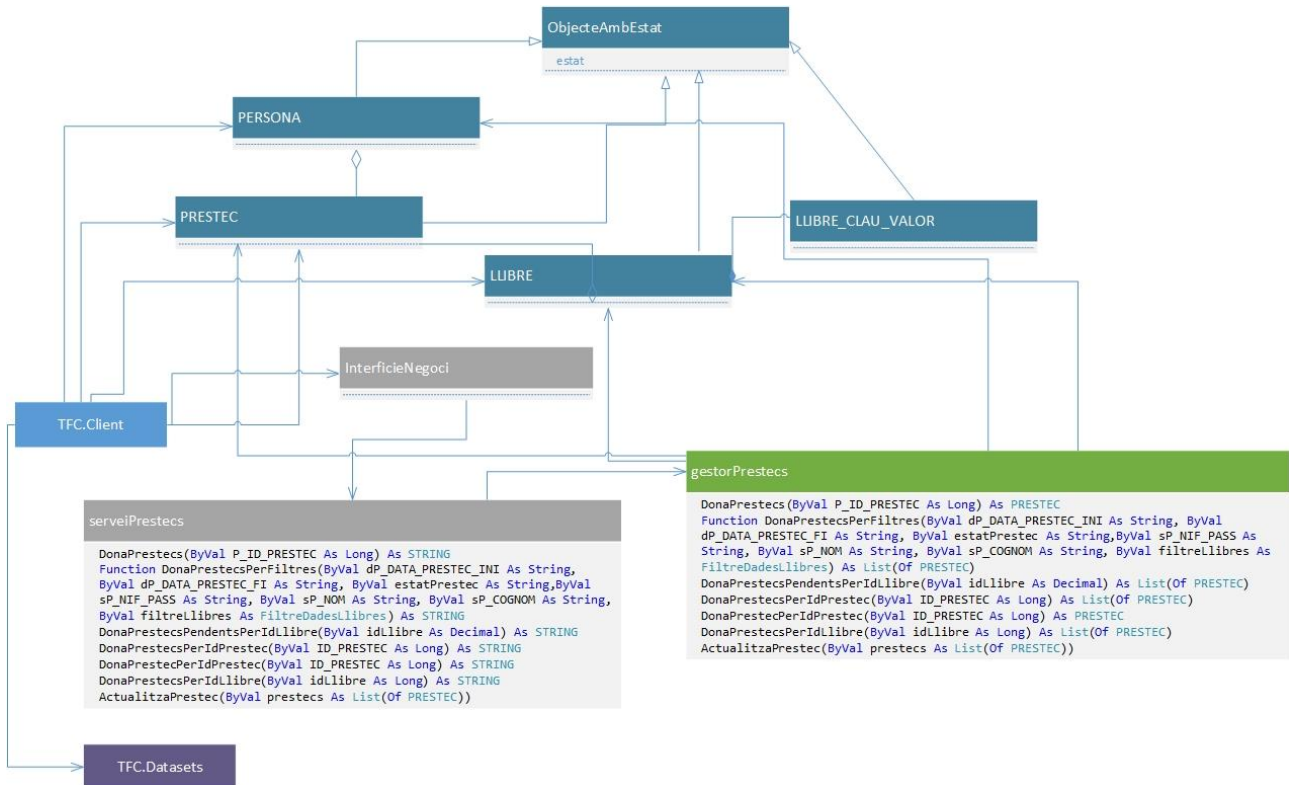 ObjecteAmbEstat
estat
PERSONA
PRESTEC
LLIBRE_CLAU_VALOR
LLIBRE
InterficieNegoci
TFC.Client
gestorPrestecs
DonaPrestecs(ByVal P_ID_PRESTEC As Long) As PRESTEC
Function DonaPrestecsPerFiltres(ByVal dP_DATA_PRESTEC_INI As String, ByVal
dP_DATA_PRESTEC_FI As String, ByVal estatPrestec As String,ByVal sP_NIF_PASS As
String, ByVal sP_NOM As String, ByVal sP_COGNOM As String, ByVal filtreLlibres As
FiltreDadesLlibres) As List(Of PRESTEC)
DonaPrestecsPendentsPerIdLlibre(ByVal idLlibre As Decimal) As List(Of PRESTEC)
DonaPrestecsPerIdPrestec(ByVal ID_PRESTEC As Long) As List(Of PRESTEC)
DonaPrestecPerIdPrestec(ByVal ID_PRESTEC As Long) As PRESTEC
DonaPrestecsPerIdLlibre(ByVal idLlibre As Long) As List(Of PRESTEC)
ActualitzaPrestec(ByVal prestecs As List(Of PRESTEC))
serveiPrestecs
DonaPrestecs(ByVal P_ID_PRESTEC As Long) As STRING
Function DonaPrestecsPerFiltres(ByVal dP_DATA_PRESTEC_INI As String,
ByVal dP_DATA_PRESTEC_FI As String, ByVal estatPrestec As String,ByVal
sP_NIF_PASS As String, ByVal sP_NOM As String, ByVal sP_COGNOM As String,
ByVal filtreLlibres As FiltreDadesLlibres) As STRING
DonaPrestecsPendentsPerIdLlibre(ByVal idLlibre As Decimal) As STRING
DonaPrestecsPerIdPrestec(ByVal ID_PRESTEC As Long) As STRING
DonaPrestecPerIdPrestec(ByVal ID_PRESTEC As Long) As STRING
DonaPrestecsPerIdLlibre(ByVal idLlibre As Long) As STRING
ActualitzaPrestec(ByVal prestecs As List(Of PRESTEC))
TFC.Datasets